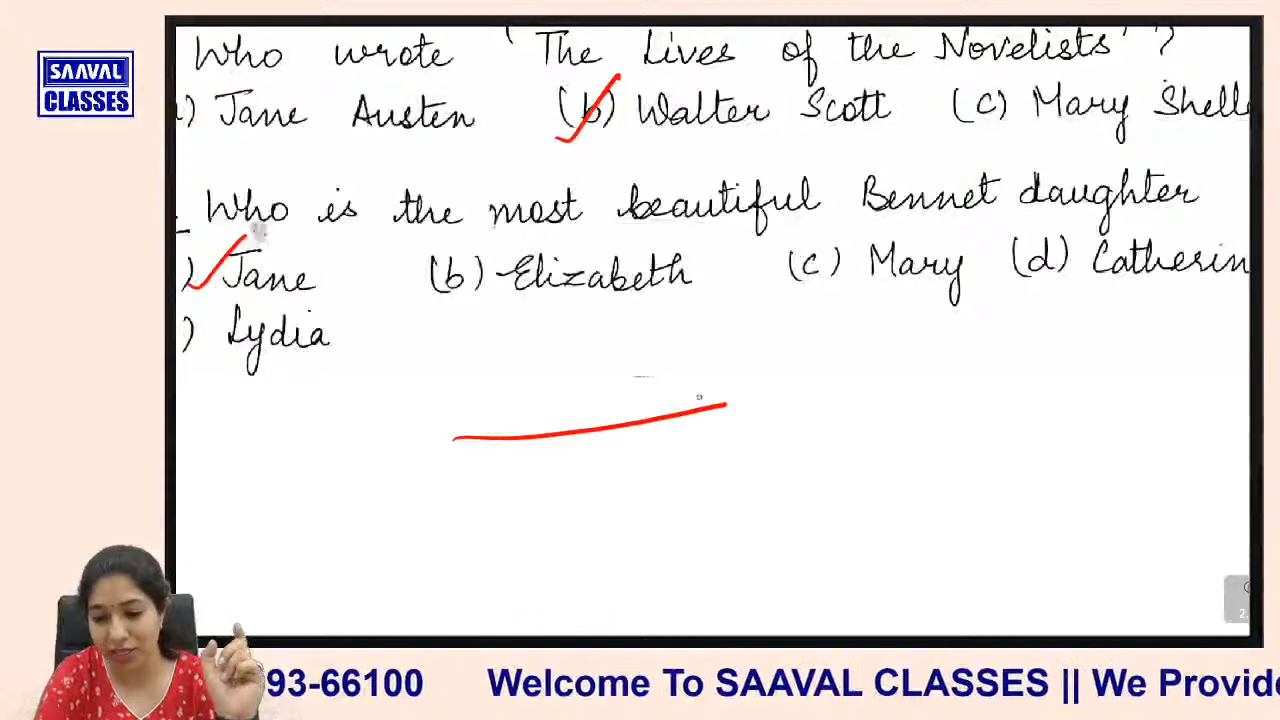 SAAVAL
CLASSES
Who wrote 'The Lives of the Novelists'?
) Jane Austen (b) Walter Scott (c) Mary Shelle
Who is the most beautiful Bennet daughter
) Jane (b) Elizabeth (c) Mary (d) Catherin
) Lydia
93-66100 Welcome To SAAVAL CLASSES || We Provide